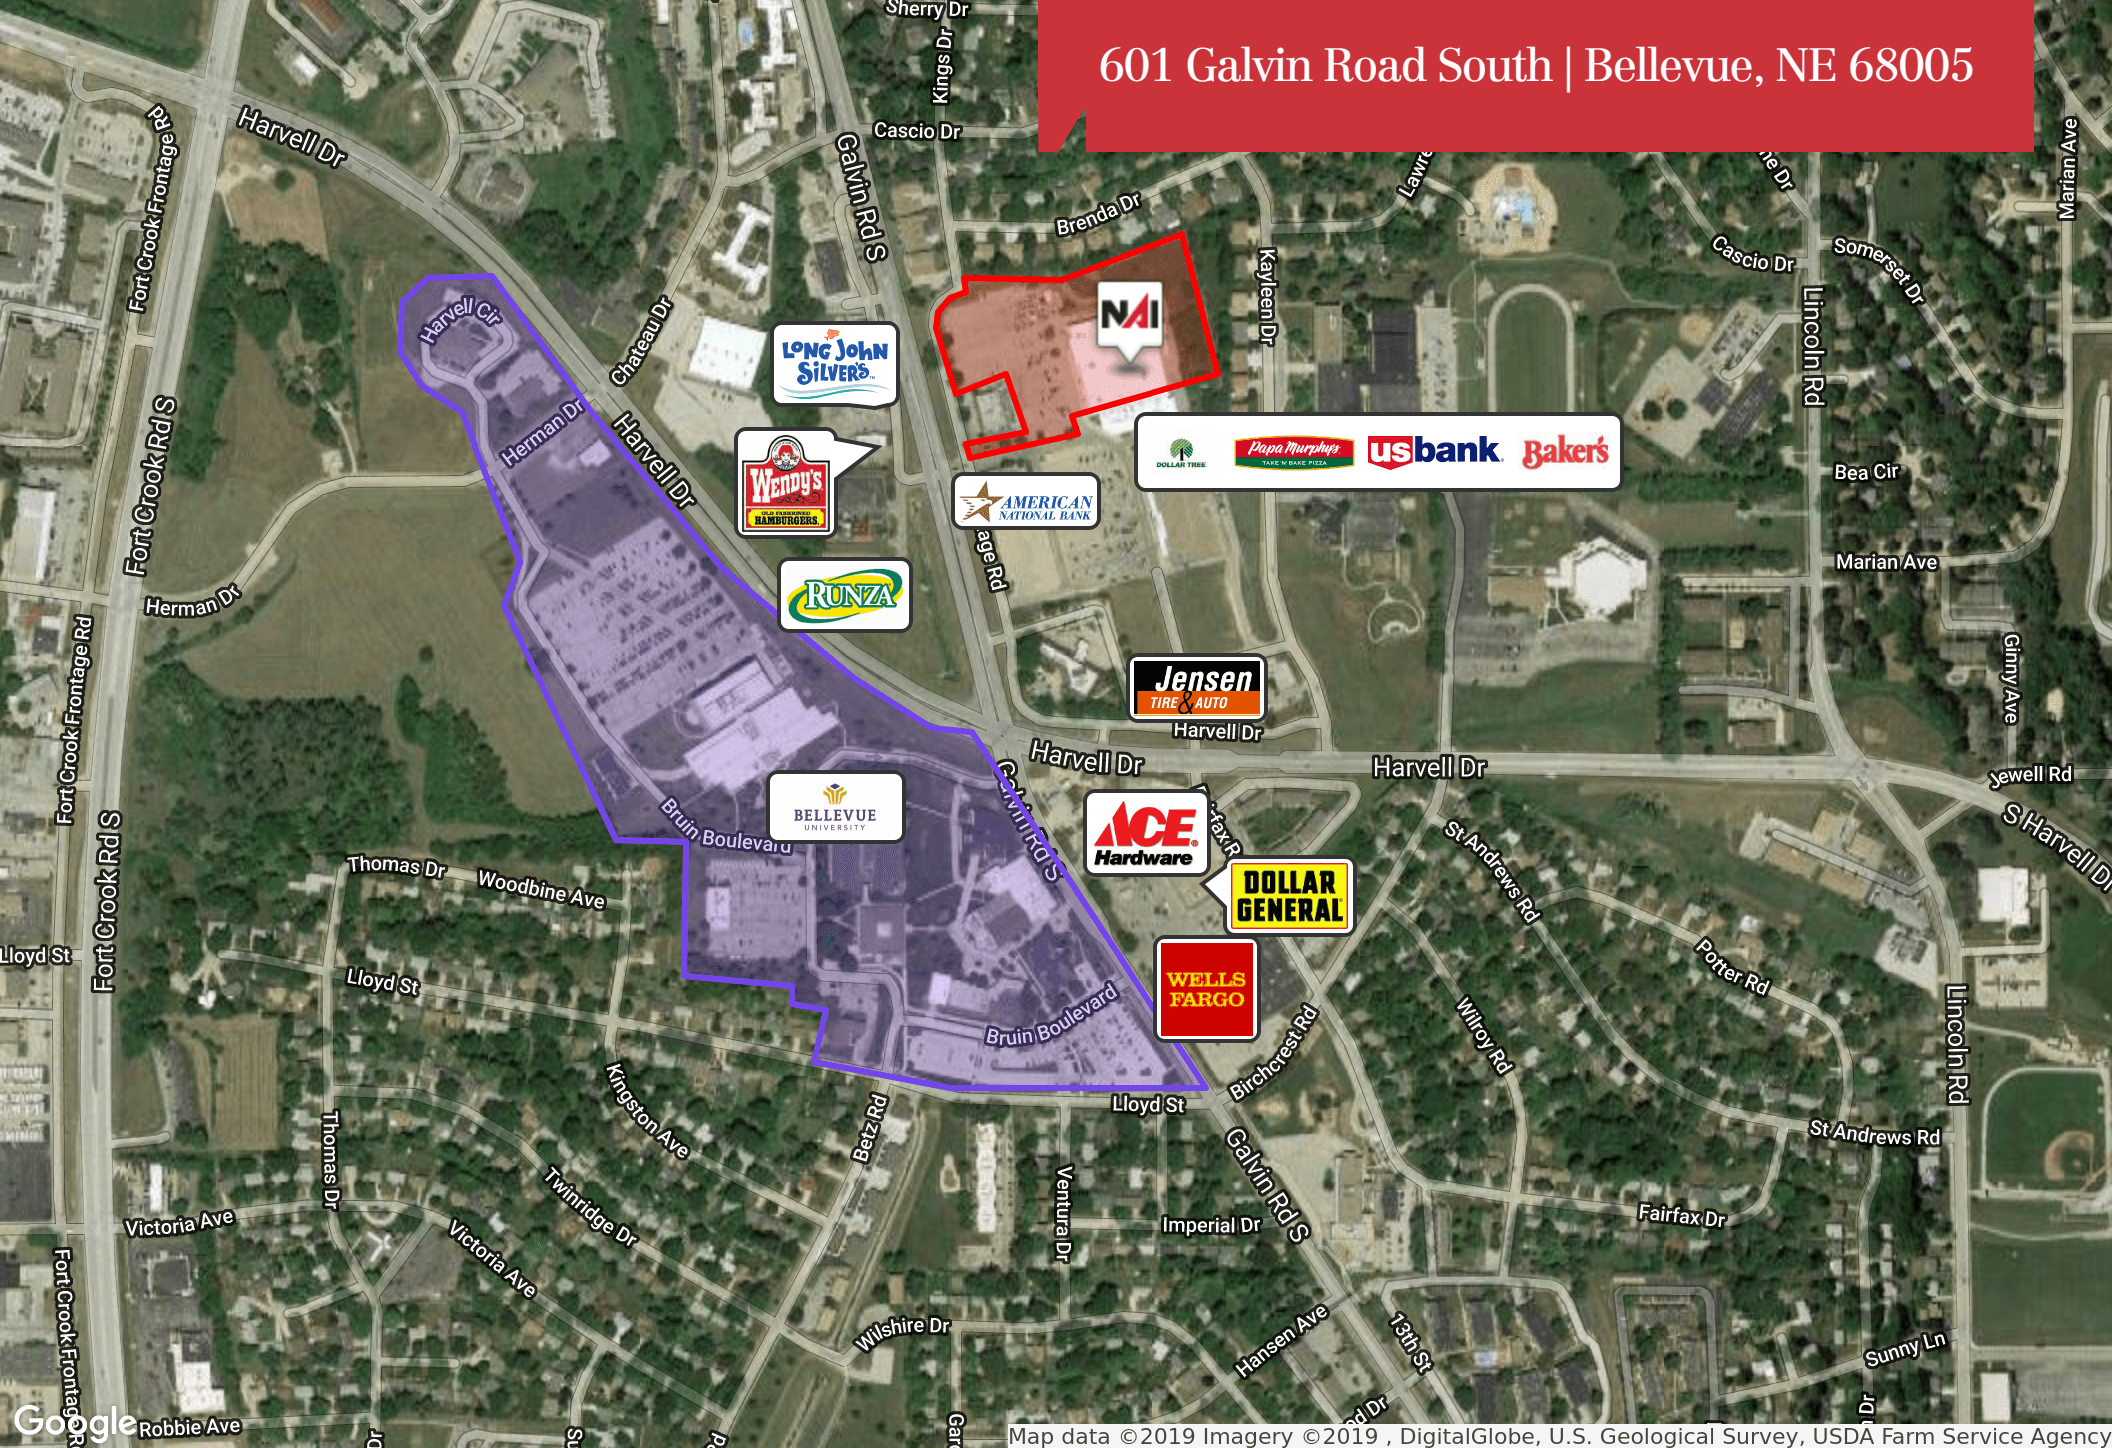 601 Galvin Road South | Bellevue, NE 68005
Sherry Dr
Kings Dr
Cascio Dr
Galvin Rd S
Harvell Dr
Fort Crook Frontage Rd
Brenda Dr
Kayleen Dr
Cascio Dr
Somerset Dr
Marian Ave
Lincoln Rd
Harvell Cir
Chateau Dr
Herman Dr
Harvell Dr
NAI
LONG JOHN
SILVER'S
WENDY'S
OLD FASHIONED
HAMBURGERS.
RUNZA
AMERICAN
NATIONAL BANK
DOLLAR TREE
Papa Murphy's
TAKE 'N' BAKE PIZZA
usbank
Baker's
Bea Cir
Marian Ave
Ginny Ave
Fort Crook Rd S
Herman Dr
Fort Crook Frontage Rd
Jensen
TIRE & AUTO
Harvell Dr
Harvell Dr
Harvell Dr
Jewell Rd
S Harvell Dr
Galvin Rd S
Bruin Boulevard
BELLEVUE
UNIVERSITY
ACE
Hardware
DOLLAR
GENERAL
WELLS
FARGO
St Andrews Rd
Potter Rd
Wilroy Rd
Fort Crook Rd S
Thomas Dr
Woodbine Ave
Lloyd St
Lloyd St
Bruin Boulevard
Birchcrest Rd
Lincoln Rd
Lloyd St
Kingston Ave
Betz Rd
Thomas Dr
Twinridge Dr
Victoria Ave
Victoria Ave
Ventura Dr
Imperial Dr
Galvin Rd S
St Andrews Rd
Fairfax Dr
Wilshire Dr
Hansen Ave
13th St
Sunny Ln
Robbie Ave
Google
Map data ©2019 Imagery ©2019 , DigitalGlobe, U.S. Geological Survey, USDA Farm Service Agency